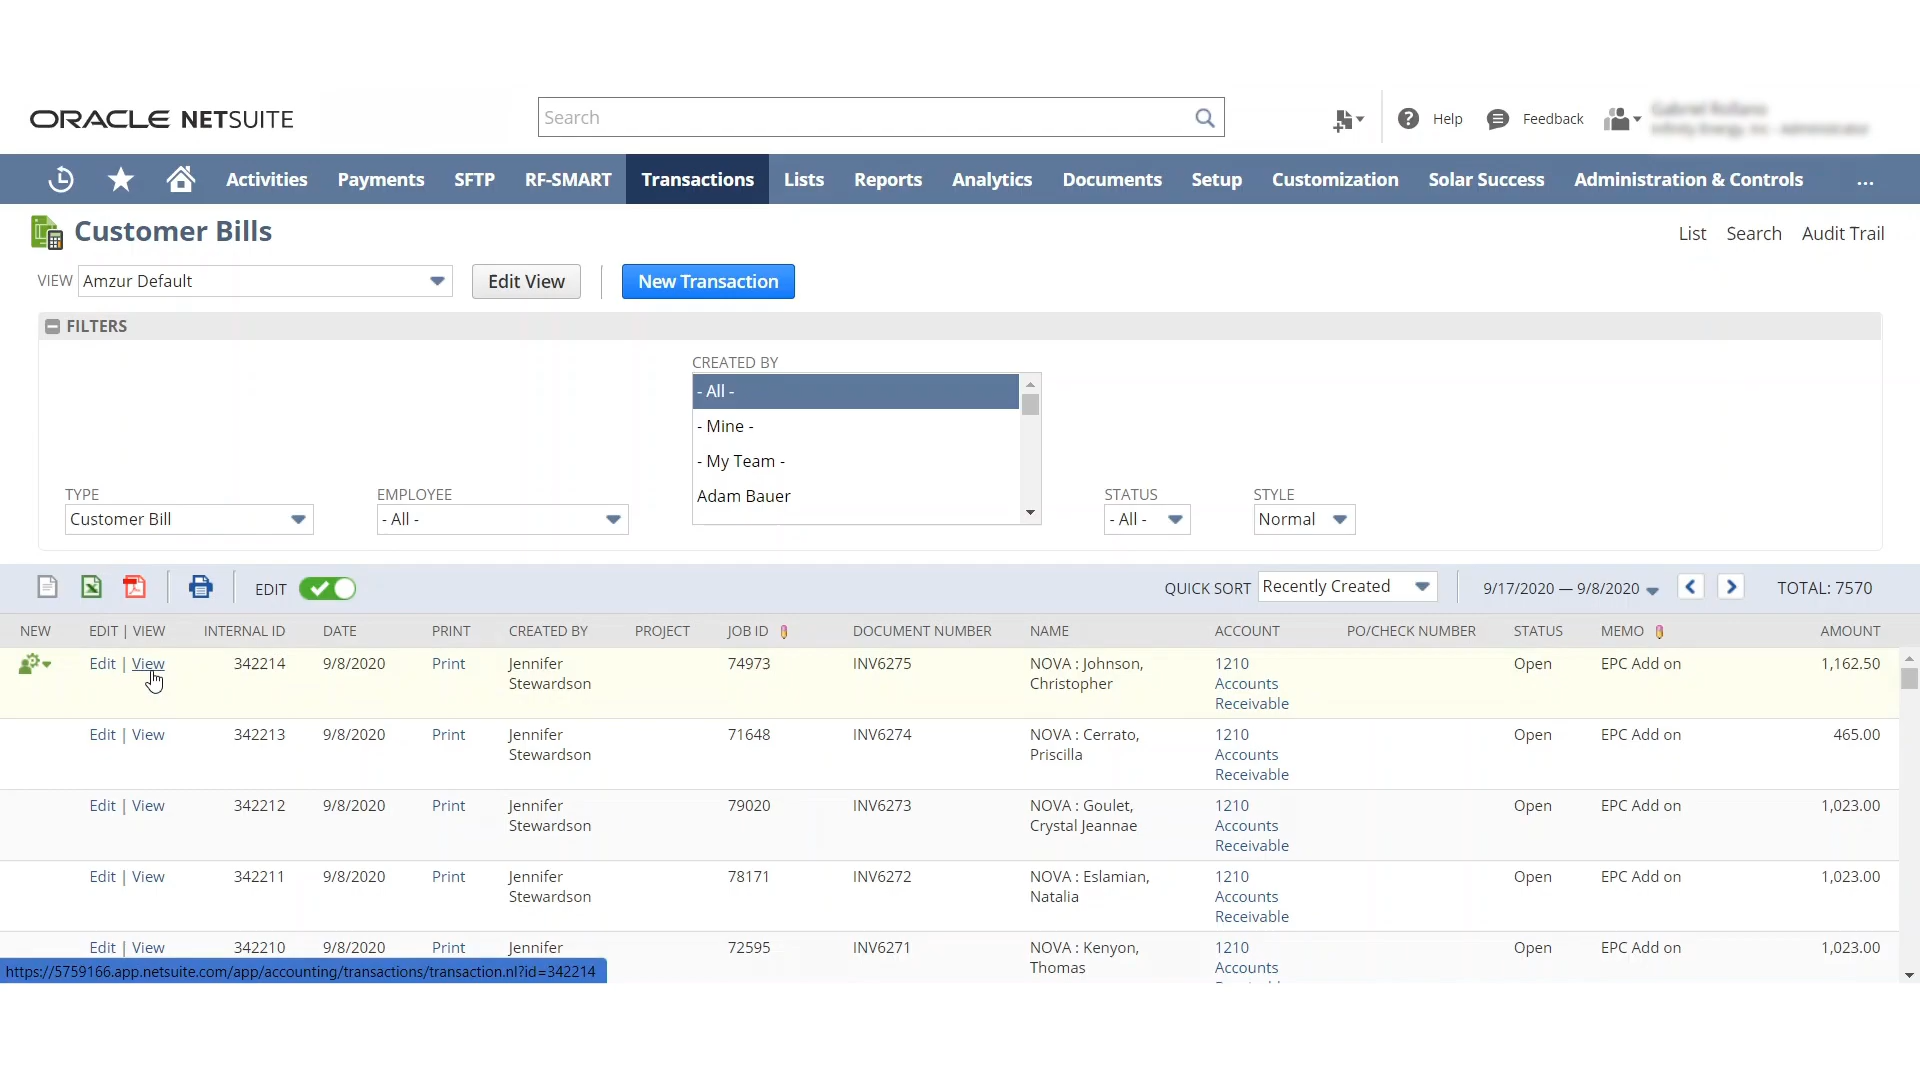 ORACLE NETSUITE
Search
Help
Feedback
Activities
Payments
SFTP
RF-SMART
Transactions
Lists
Reports
Analytics
Documents
Setup
Customization
Solar Success
Administration & Controls
...
Customer Bills
List
Search
Audit Trail
VIEW
Amzur Default
Edit View
New Transaction
FILTERS
CREATED BY
- All -
- Mine -
- My Team -
Adam Bauer
TYPE
Customer Bill
EMPLOYEE
- All -
STATUS
- All -
STYLE
Normal
EDIT
QUICK SORT
Recently Created
9/17/2020 — 9/8/2020
TOTAL: 7570
NEW EDIT | VIEW INTERNAL ID DATE PRINT CREATED BY PROJECT JOB ID DOCUMENT NUMBER NAME ACCOUNT PO/CHECK NUMBER STATUS MEMO AMOUNT
Edit | View 342214 9/8/2020 Print Jennifer 74973 INV6275 NOVA : Johnson, 1210 Open EPC Add on 1,162.50
Stewardson Christopher Accounts
Receivable
Edit | View 342213 9/8/2020 Print Jennifer 71648 INV6274 NOVA : Cerrato, 1210 Open EPC Add on 465.00
Stewardson Priscilla Accounts
Receivable
Edit | View 342212 9/8/2020 Print Jennifer 79020 INV6273 NOVA : Goulet, 1210 Open EPC Add on 1,023.00
Stewardson Crystal Jeannae Accounts
Receivable
Edit | View 342211 9/8/2020 Print Jennifer 78171 INV6272 NOVA : Eslamian, 1210 Open EPC Add on 1,023.00
Stewardson Natalia Accounts
Receivable
Edit | View 342210 9/8/2020 Print Jennifer 72595 INV6271 NOVA : Kenyon, 1210 Open EPC Add on 1,023.00
Thomas Accounts
https://5759166.app.netsuite.com/app/accounting/transactions/transaction.nl?id=342214